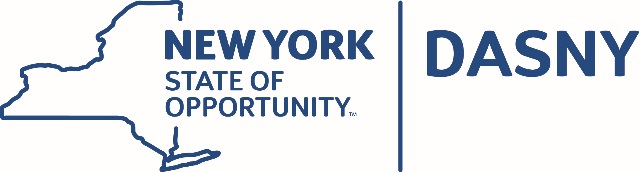 NEW YORK
STATE OF
OPPORTUNITY™
DASNY